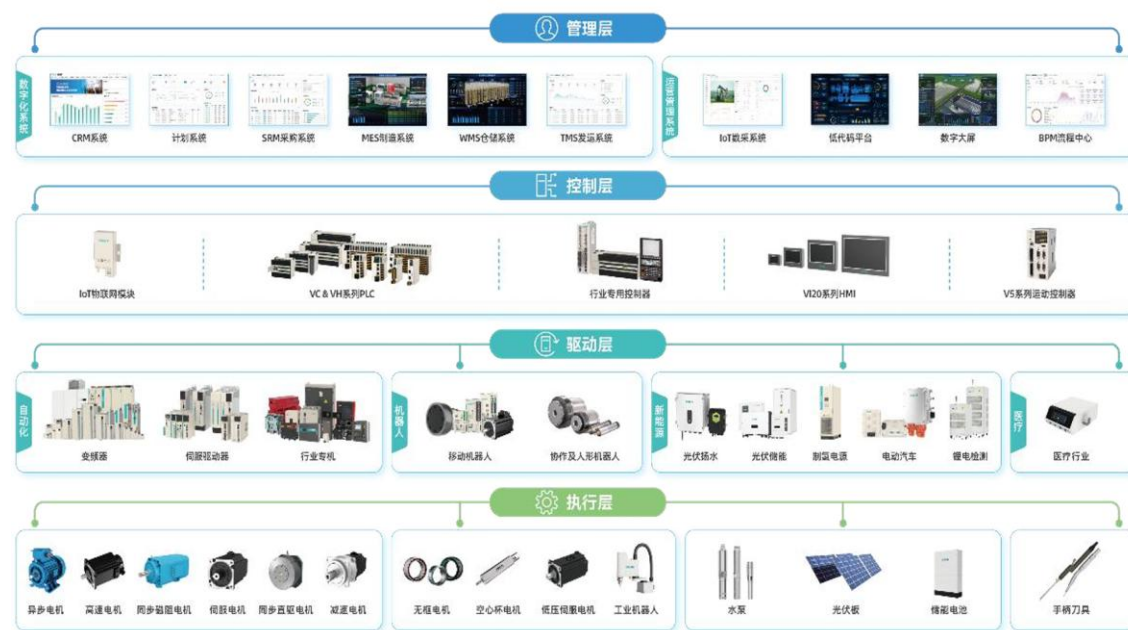 管理层
数字化系统
CRM系统
计划系统
SRM采购系统
MES制造系统
WMS仓储系统
TMS发运系统
运营管理系统
IoT数采系统
低代码平台
数字大屏
BPM流程中心
控制层
IoT物联网模块
VC & VH系列PLC
行业专用控制器
VI20系列HMI
V5系列运动控制器
驱动层
自动化
变频器
伺服驱动器
行业专机
机器人
移动机器人
协作及人形机器人
新能源
光伏扬水
光伏储能
制氢电源
电动汽车
锂电检测
医疗
医疗行业
执行层
异步电机
高速电机
同步磁阻电机
伺服电机
同步直驱电机
减速电机
无框电机
空心杯电机
低压伺服电机
工业机器人
水泵
光伏板
储能电池
手柄刀具